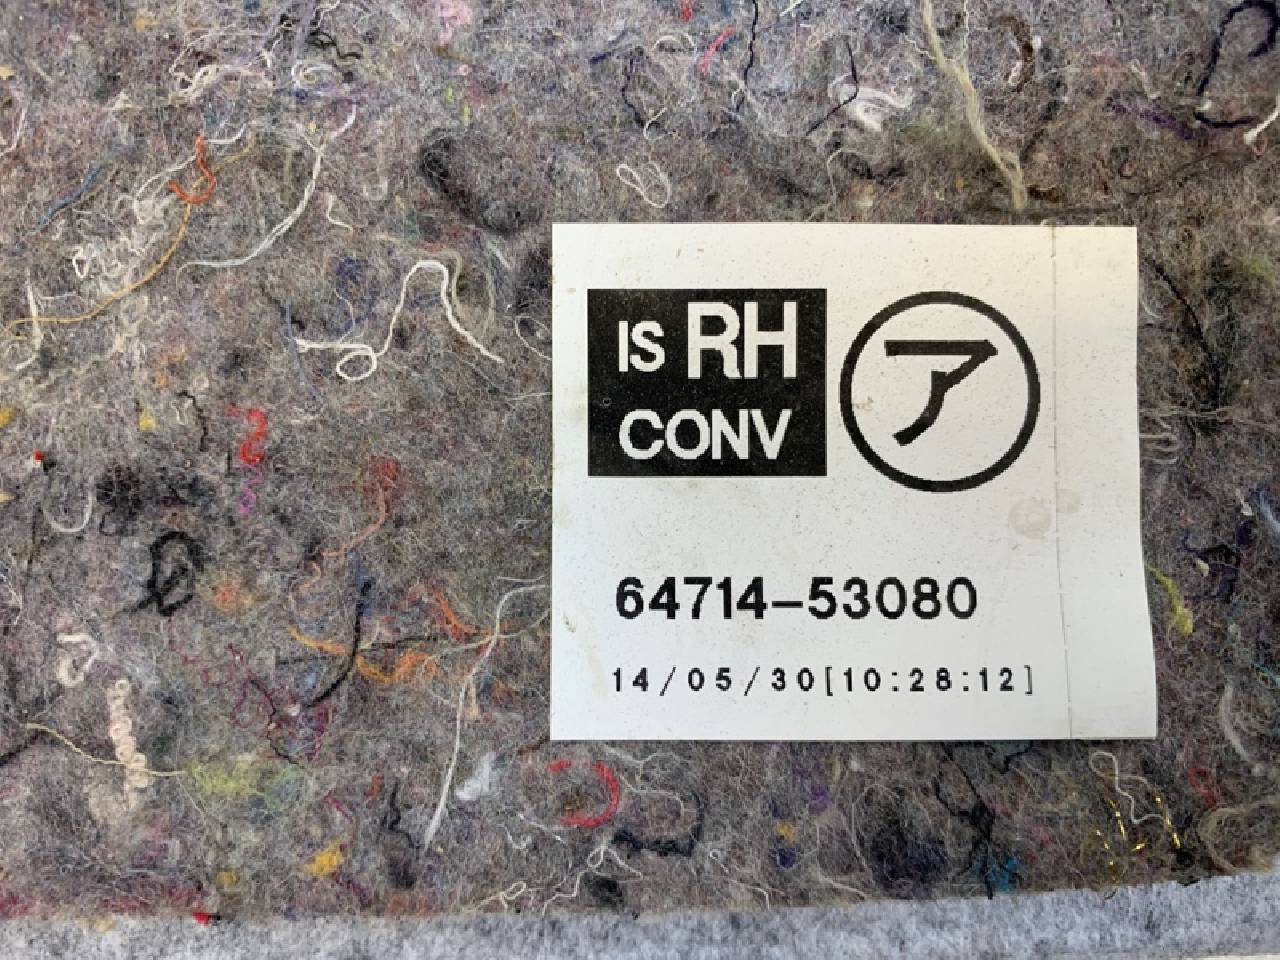 IS RH
CONV
ア
64714-53080
14/05/30[10:28:12]